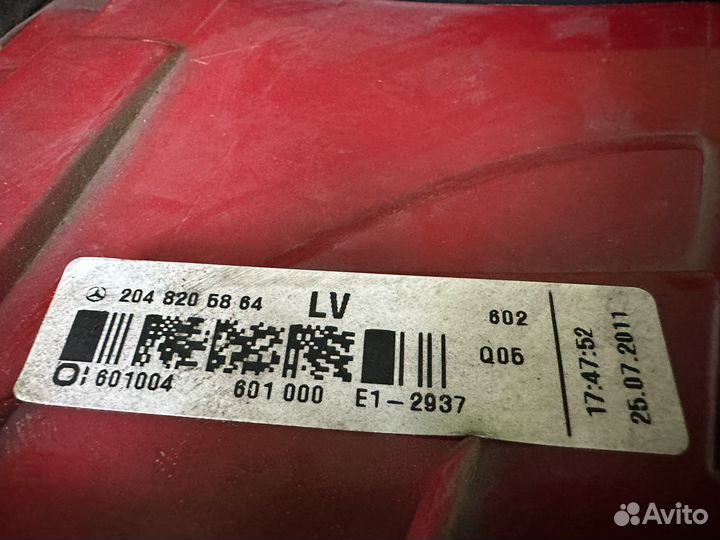 204 820 58 64 LV 602
Q05
O: 601004 601 000 E1-2937
17:47:52
25.07.2011
Avito